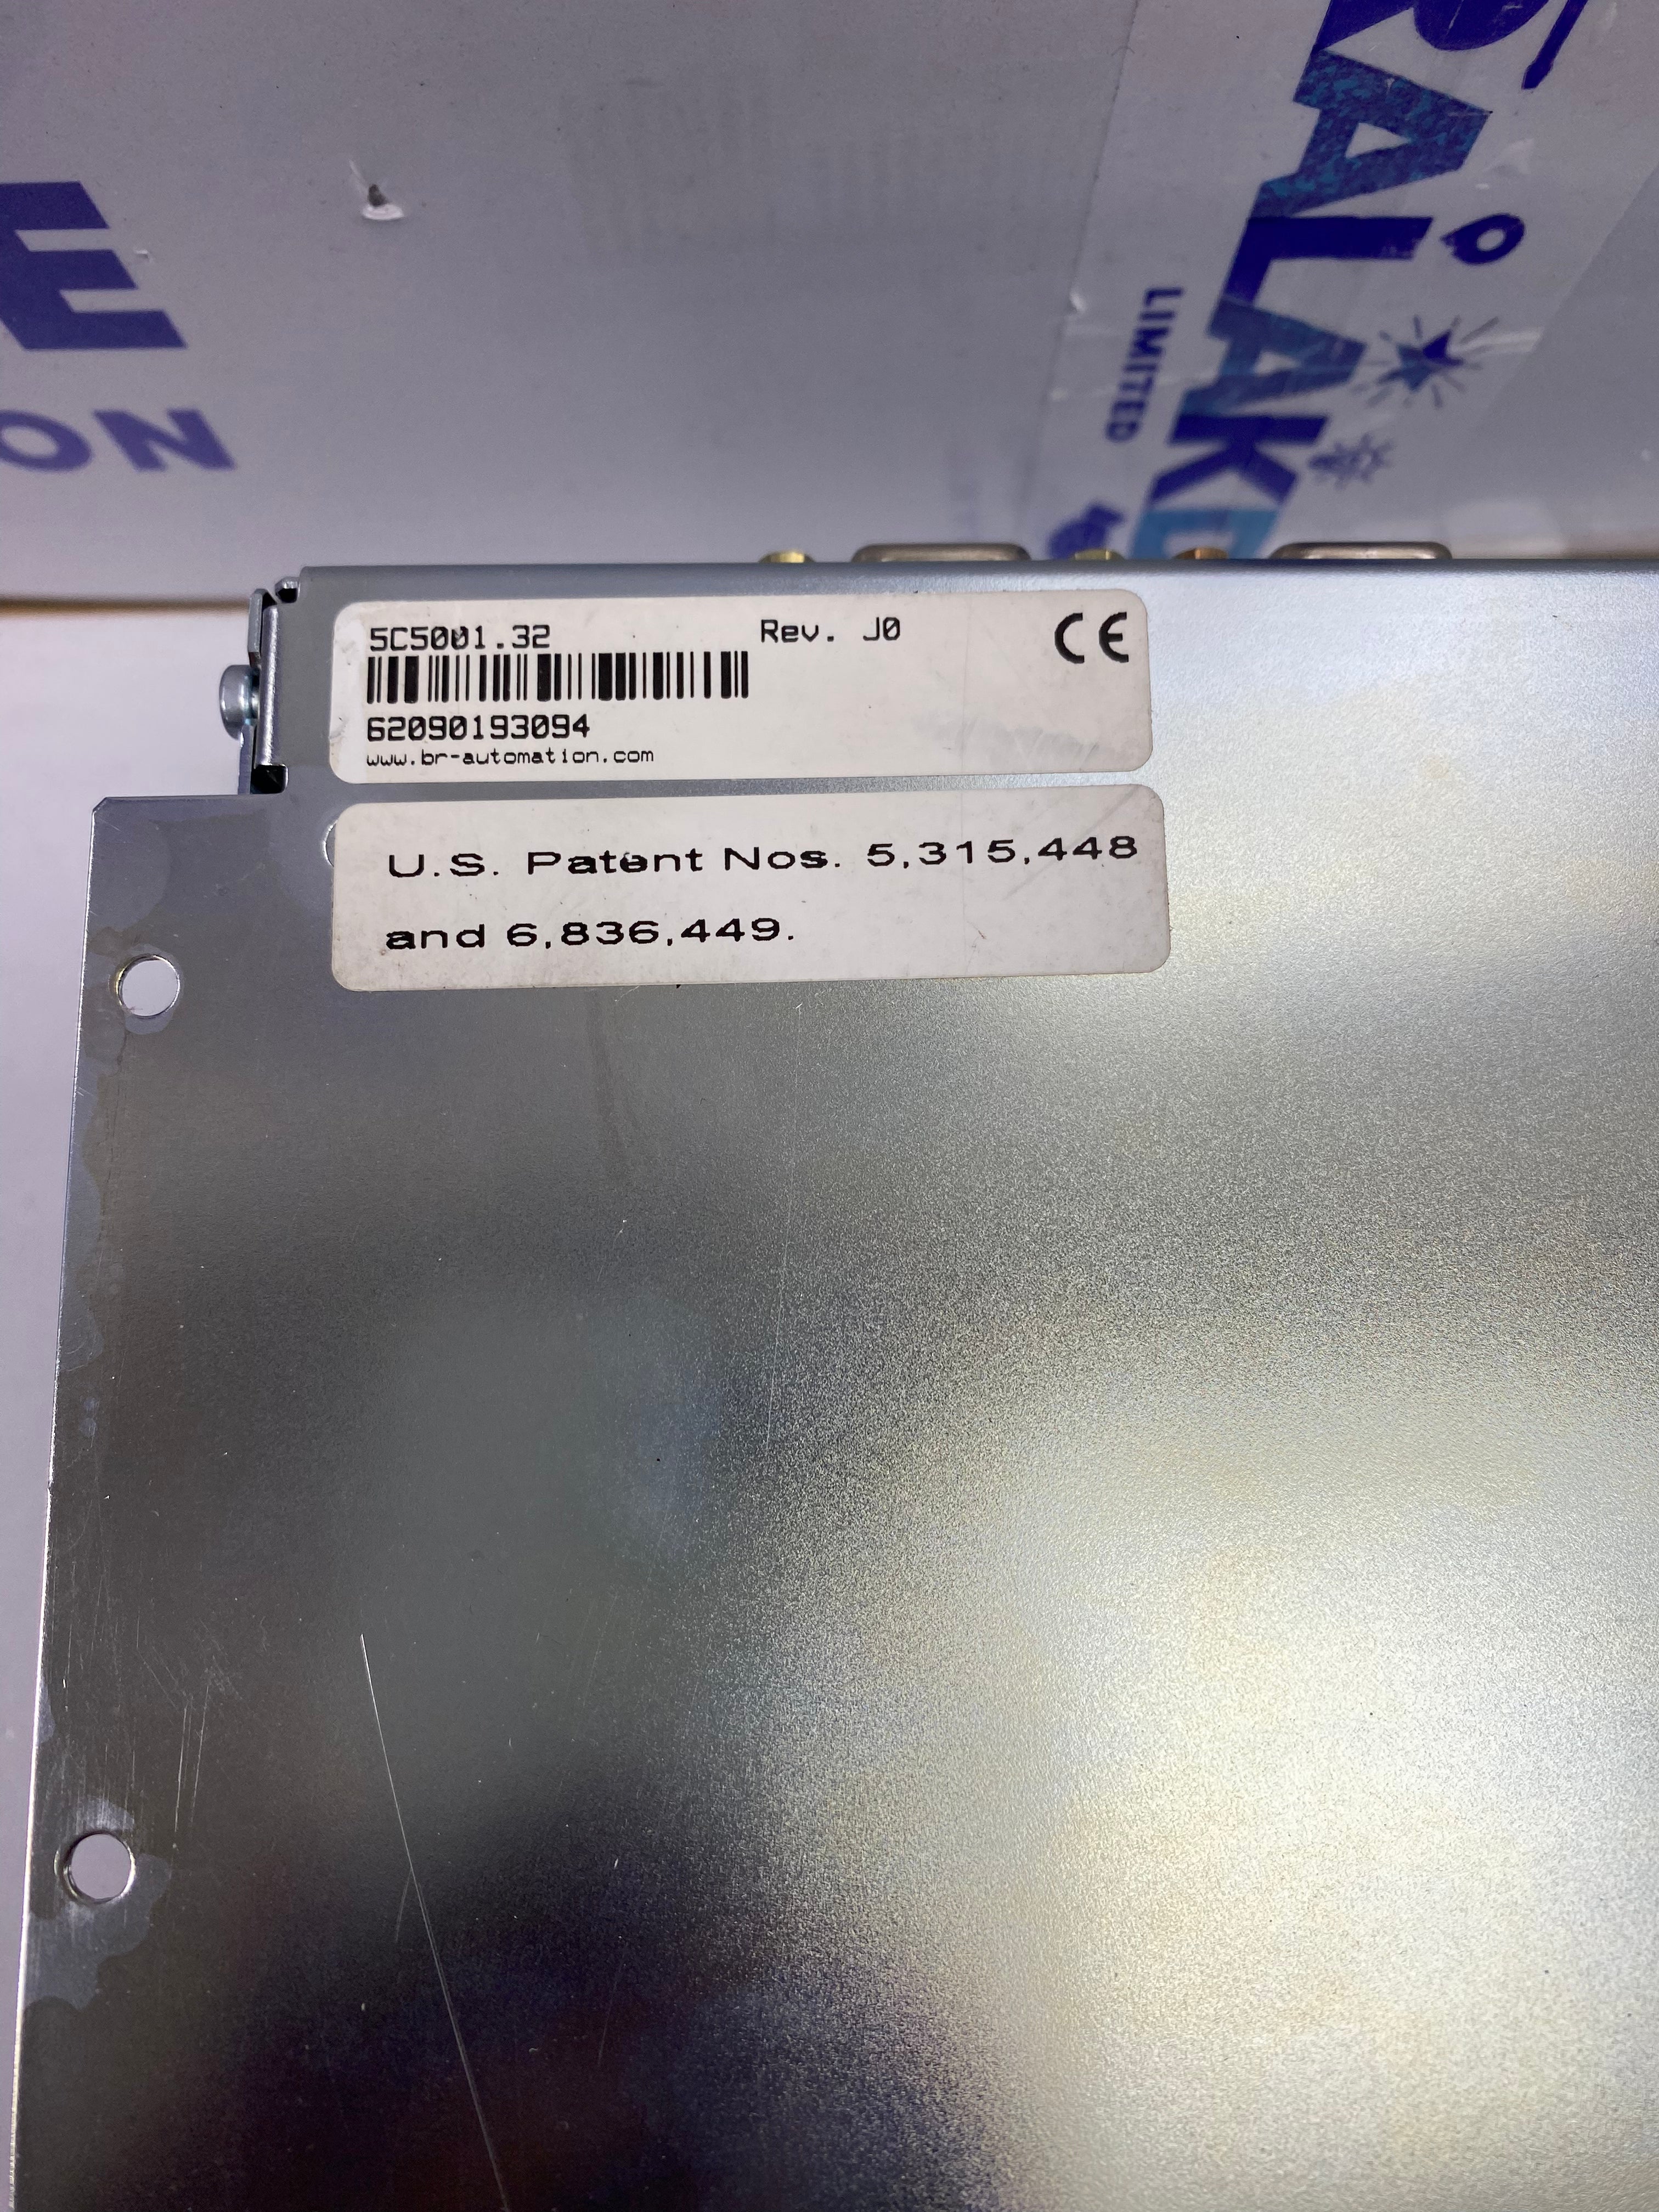 E
ON
LIMITED
5C5001.32 Rev. J0 CE
62090193094
www.br-automation.com
U.S. Patent Nos. 5,315,448
and 6,836,449.